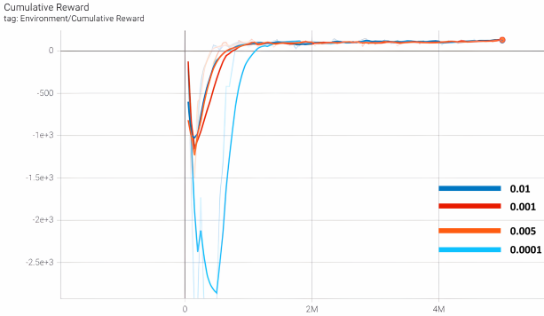 Cumulative Reward
tag: Environment/Cumulative Reward
0
-500
-1e+3
-1.5e+3
-2e+3
-2.5e+3
0.01
0.001
0.005
0.0001
0
2M
4M